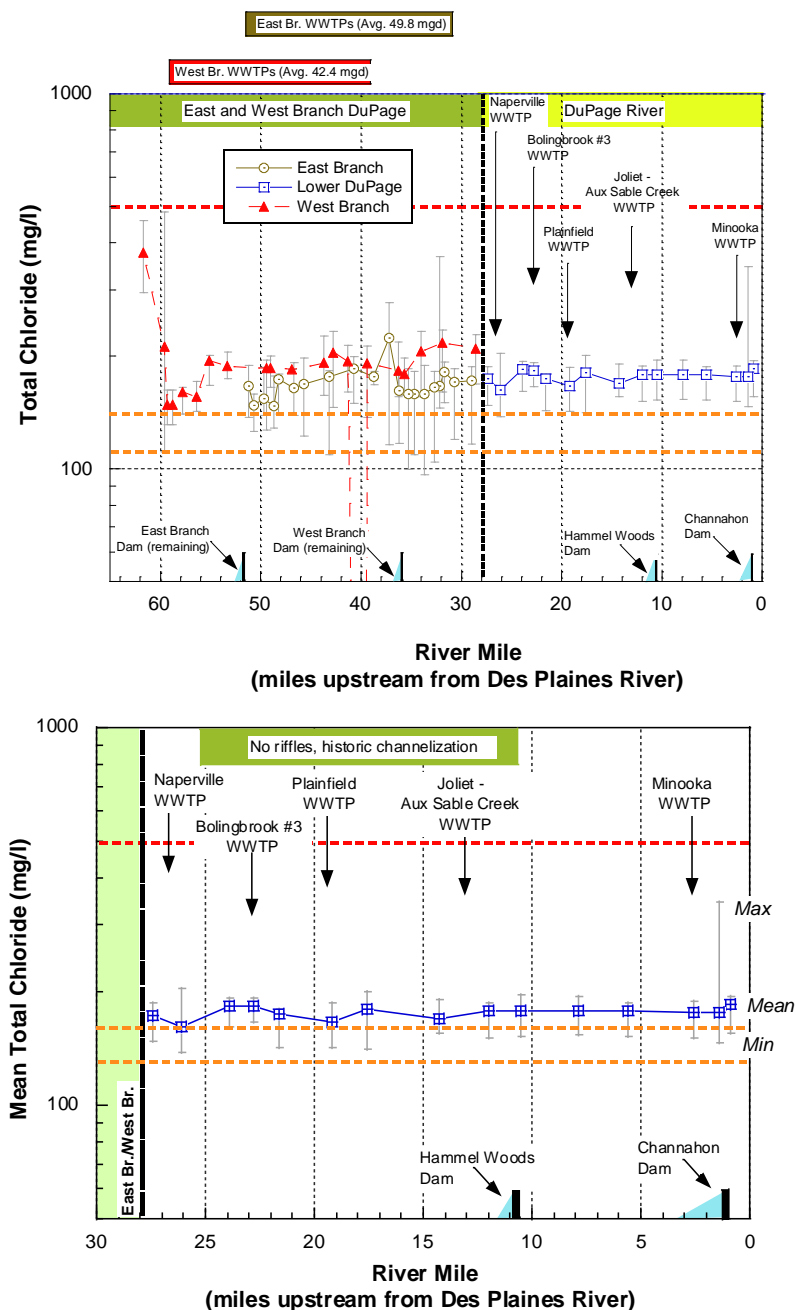 East Br. WWTPs (Avg. 49.8 mgd)
West Br. WWTPs (Avg. 42.4 mgd)
1000
East and West Branch DuPage
DuPage River
Naperville
WWTP
Bolingbrook #3
WWTP
Joliet -
Aux Sable Creek
WWTP
Plainfield
WWTP
Minooka
WWTP
East Branch
Lower DuPage
West Branch
Total Chloride (mg/l)
100
East Branch
Dam (remaining)
West Branch
Dam (remaining)
Hammel Woods
Dam
Channahon
Dam
60 50 40 30 20 10 0
River Mile
(miles upstream from Des Plaines River)
1000
No riffles, historic channelization
Naperville
WWTP
Plainfield
WWTP
Joliet -
Aux Sable Creek
WWTP
Minooka
WWTP
Bolingbrook #3
WWTP
Max
Mean
Min
Mean Total Chloride (mg/l)
100
East Br./West Br.
Hammel Woods
Dam
Channahon
Dam
30 25 20 15 10 5 0
River Mile
(miles upstream from Des Plaines River)